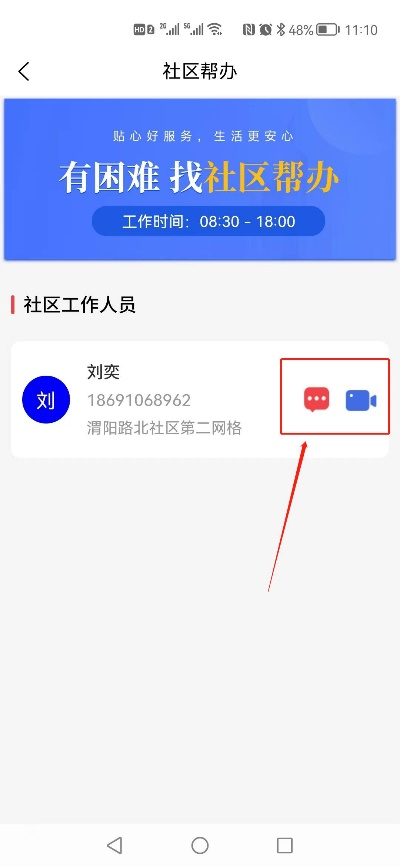 HD 2 2G 5G 48% 11:10
社区帮办
贴心好服务，生活更安心
有困难 找社区帮办
工作时间：08:30 - 18:00
社区工作人员
刘
刘奕
18691068962
渭阳路北社区第二网格